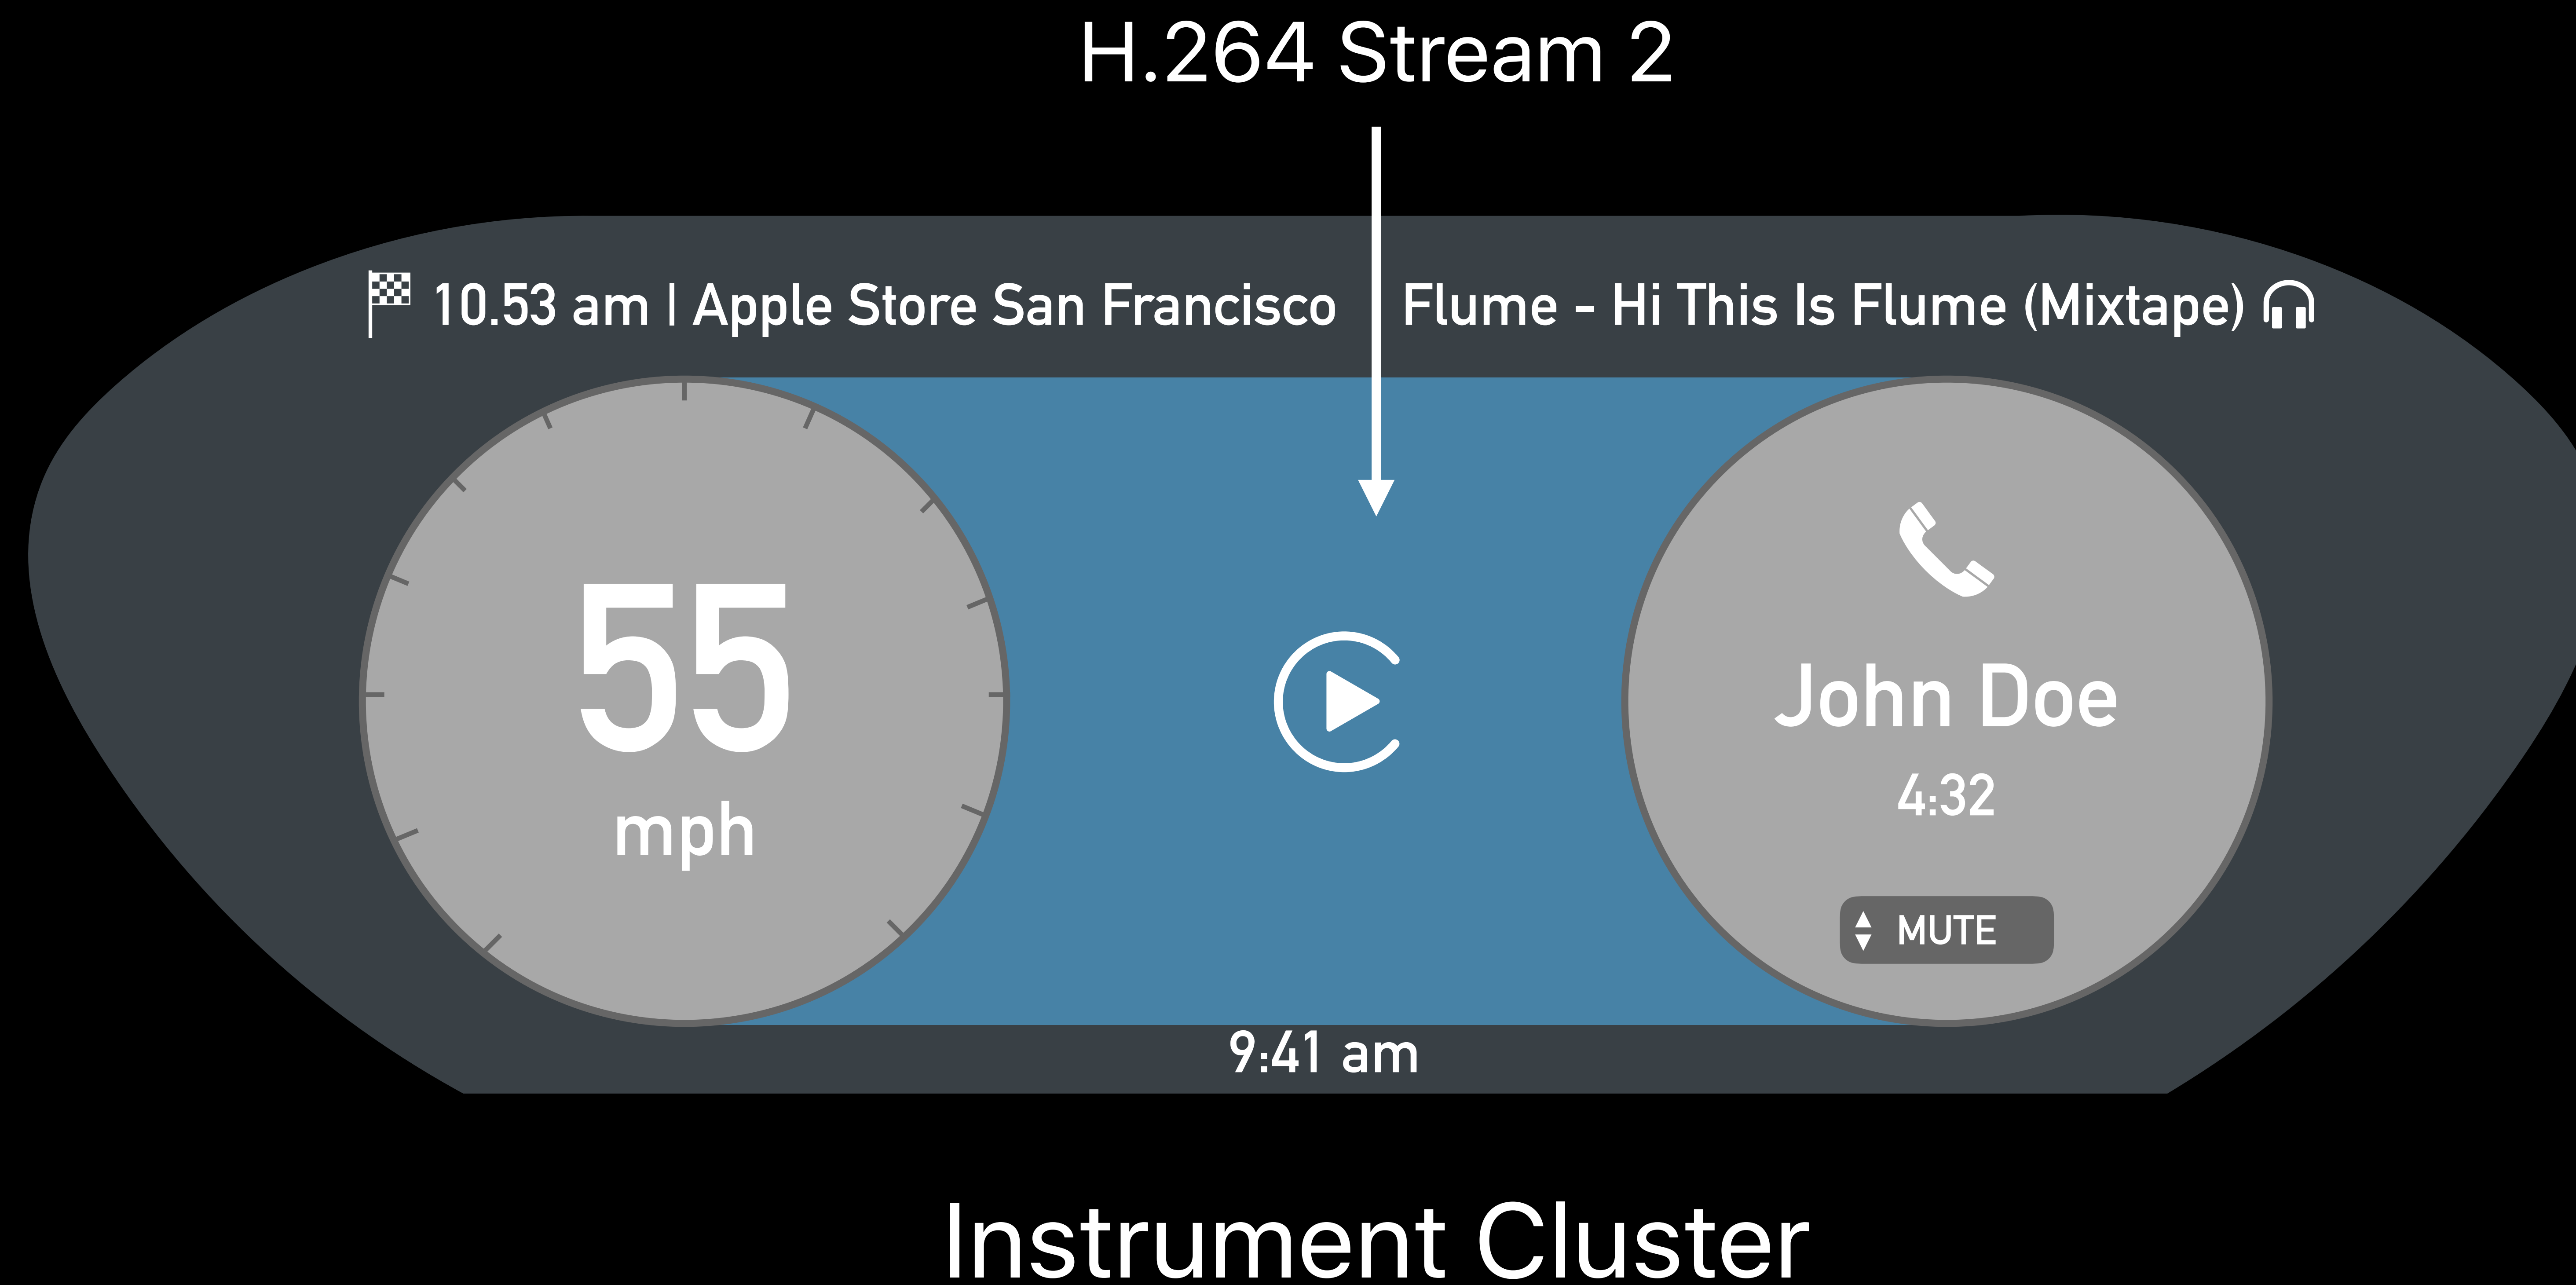 H.264 Stream 2
10.53 am | Apple Store San Francisco
Flume - Hi This Is Flume (Mixtape)
55
mph
John Doe
4:32
MUTE
9:41 am
Instrument Cluster